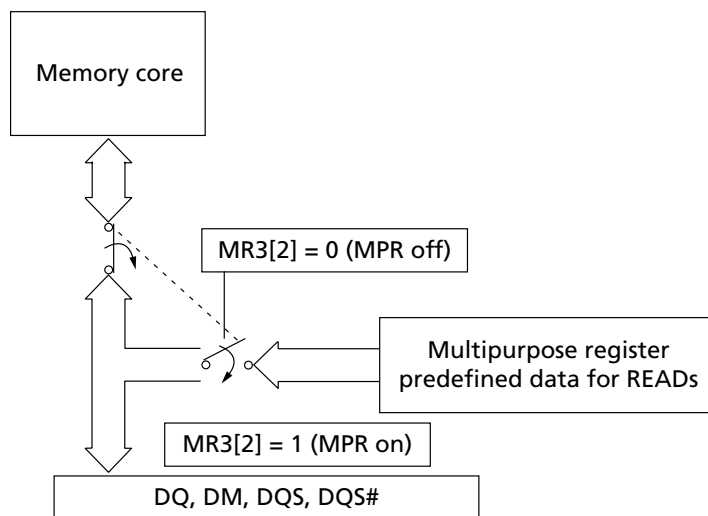 Memory core
MR3[2] = 0 (MPR off)
Multipurpose register
predefined data for READs
MR3[2] = 1 (MPR on)
DQ, DM, DQS, DQS#